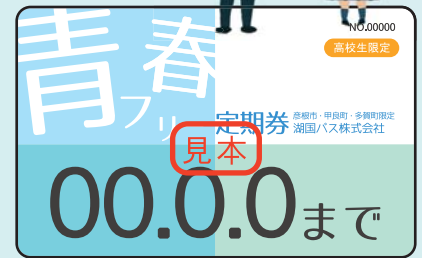 NO.00000
高校生限定
青春フリー定期券
彦根市・甲良町・多賀町限定
湖国バス株式会社
見本
00.0.0まで